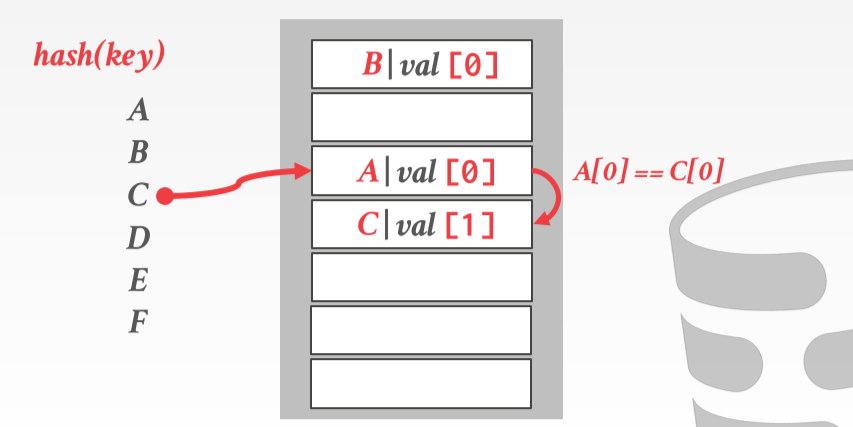 hash(key)
A
B
C
D
E
F
B|val [0]
A|val [0]
C|val [1]
A[0] == C[0]